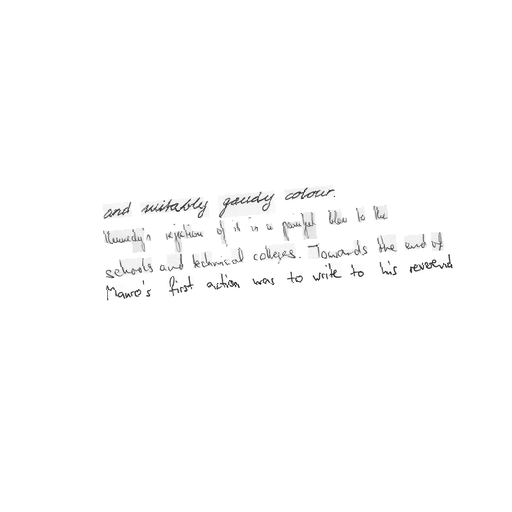 and suitably gaudy colour.
Kennedy's rejection of it is a painful blow to the
schools and technical colleges. Towards the end of
Mauro's first action was to write to his reverend